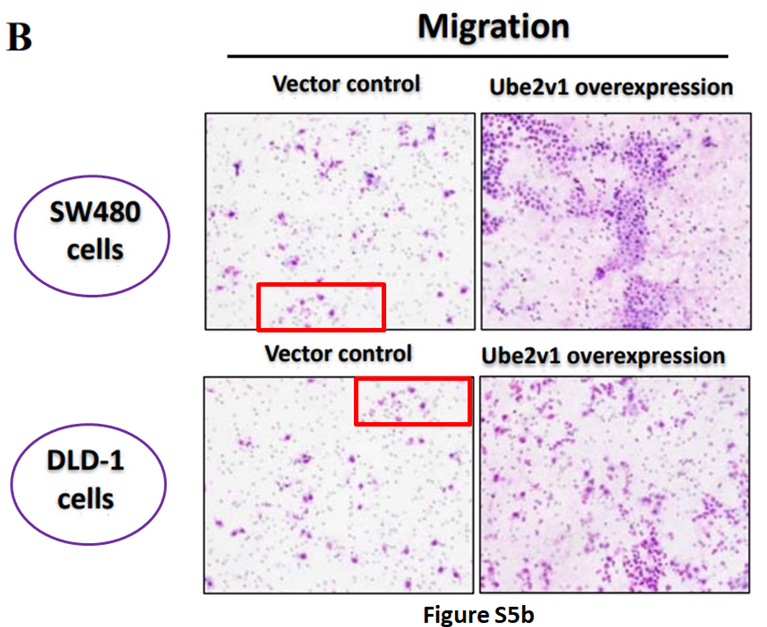 B
Migration
Vector control
Ube2v1 overexpression
SW480
cells
Vector control
Ube2v1 overexpression
DLD-1
cells
Figure S5b